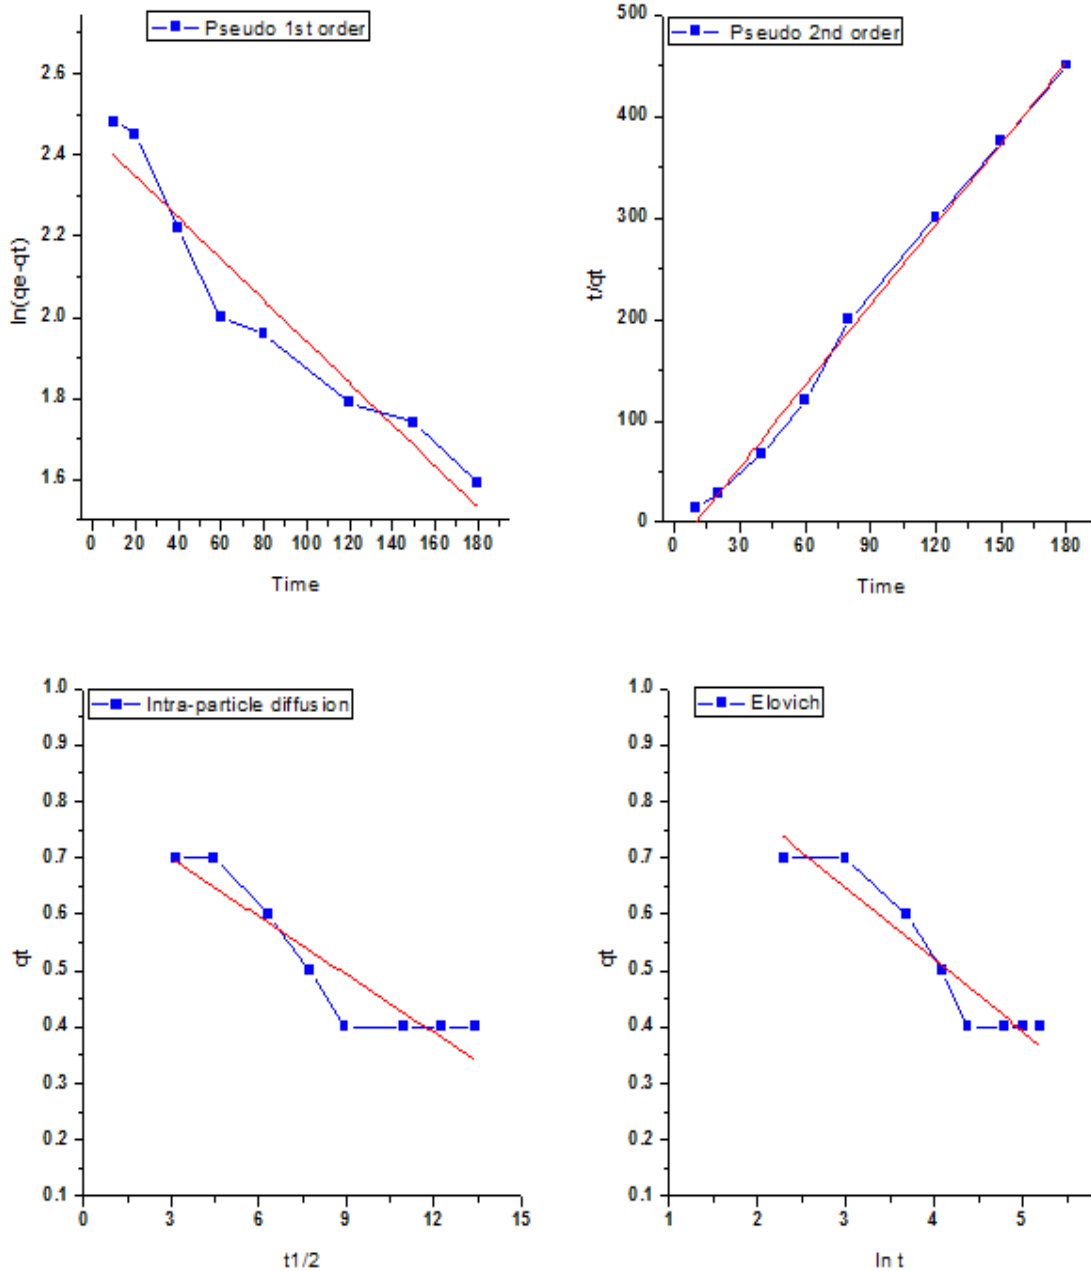 Pseudo 1st order
2.6
2.4
2.2
2.0
1.8
1.6
ln(qe-qt)
0 20 40 60 80 100 120 140 160 180
Time
Pseudo 2nd order
500
400
300
200
100
0
t/qt
0 30 60 90 120 150 180
Time
Intra-particle diffusion
1.0
0.9
0.8
0.7
0.6
0.5
0.4
0.3
0.2
0.1
qt
0 3 6 9 12 15
t1/2
Elovich
1.0
0.9
0.8
0.7
0.6
0.5
0.4
0.3
0.2
0.1
qt
1 2 3 4 5
ln t